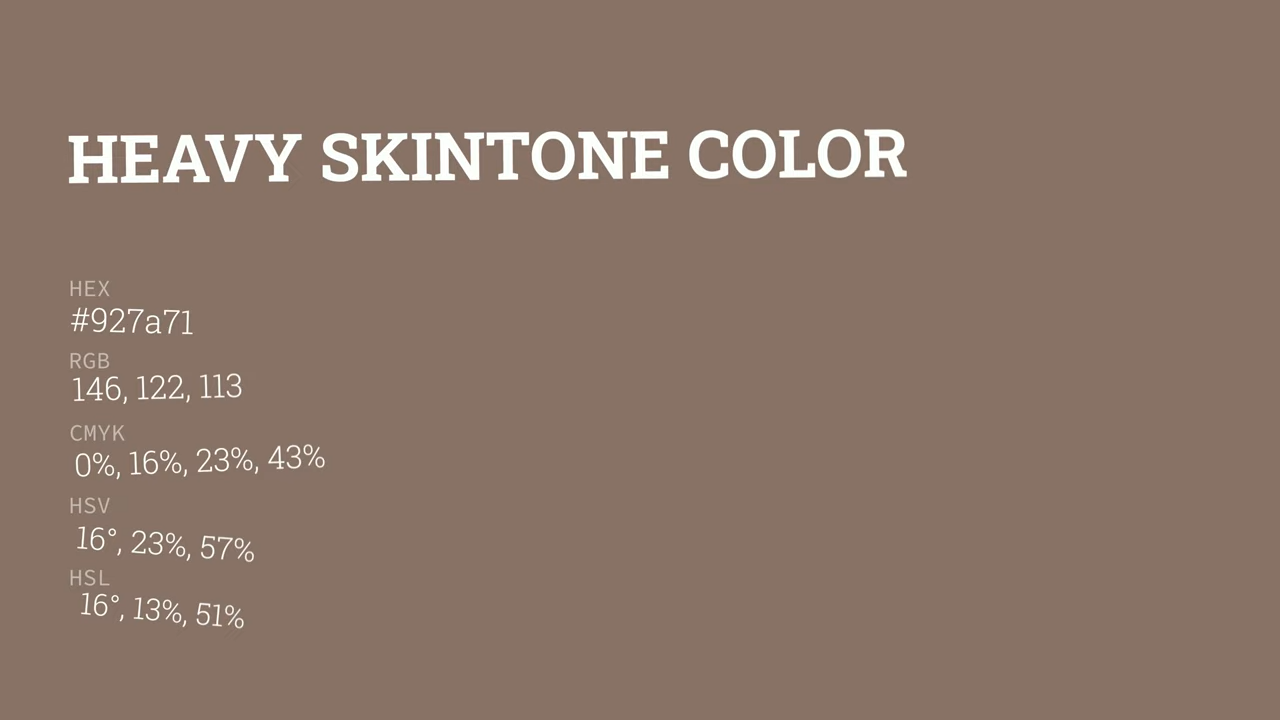 HEAVY SKINTONE COLOR
HEX
#927a71
RGB
146, 122, 113
CMYK
0%, 16%, 23%, 43%
HSV
16°, 23%, 57%
HSL
16°, 13%, 51%